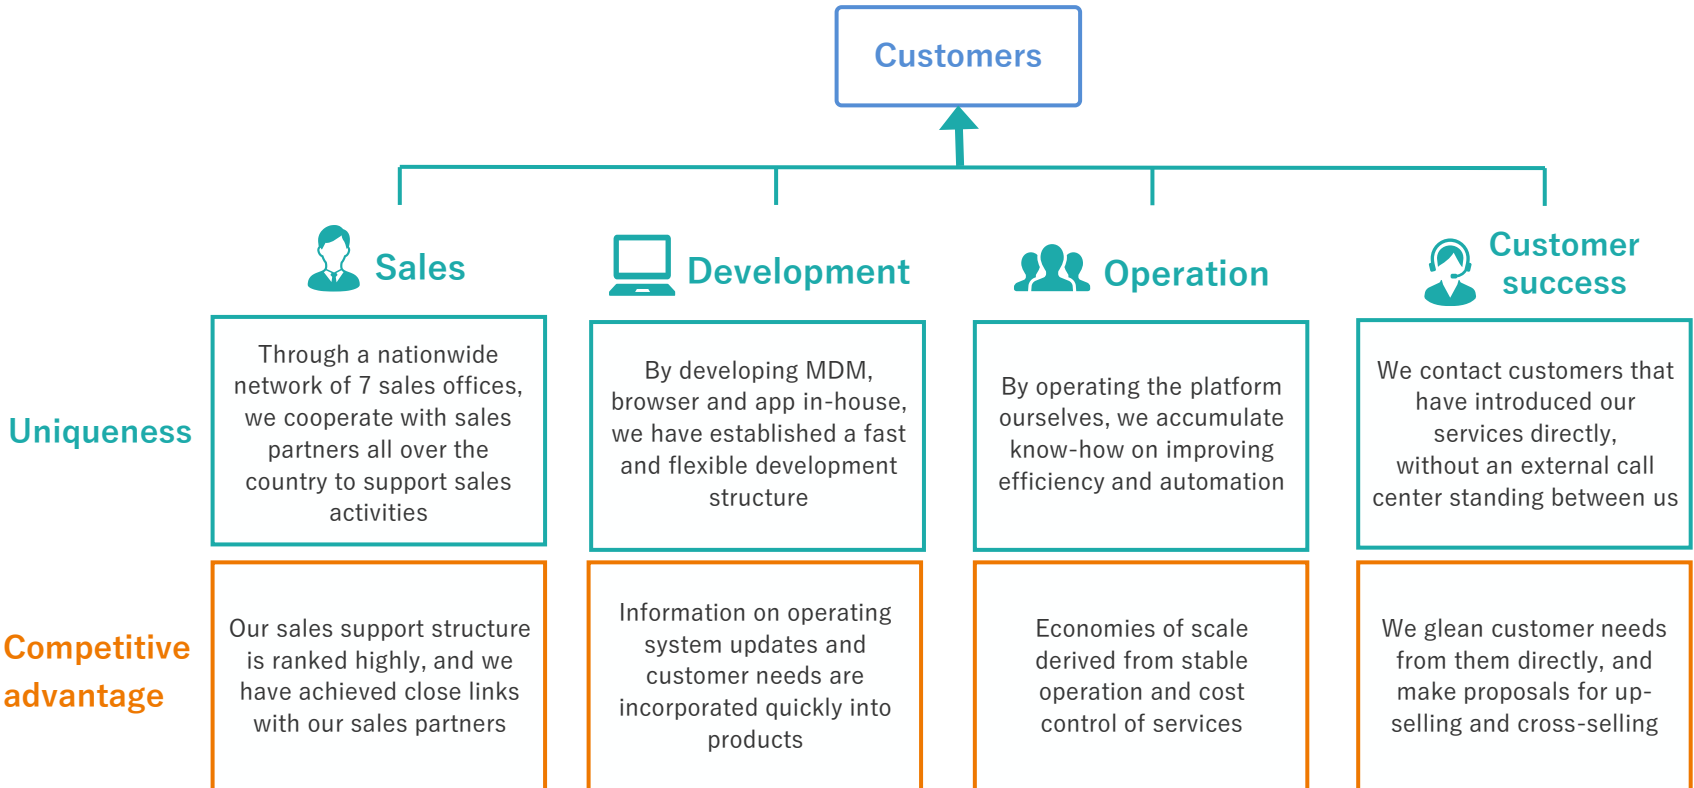 Customers
Sales
Development
Operation
Customer
success
Uniqueness
Through a nationwide
network of 7 sales offices,
we cooperate with sales
partners all over the
country to support sales
activities
By developing MDM,
browser and app in-house,
we have established a fast
and flexible development
structure
By operating the platform
ourselves, we accumulate
know-how on improving
efficiency and automation
We contact customers that
have introduced our
services directly,
without an external call
center standing between us
Competitive
advantage
Our sales support structure
is ranked highly, and we
have achieved close links
with our sales partners
Information on operating
system updates and
customer needs are
incorporated quickly into
products
Economies of scale
derived from stable
operation and cost
control of services
We glean customer needs
from them directly, and
make proposals for up-
selling and cross-selling